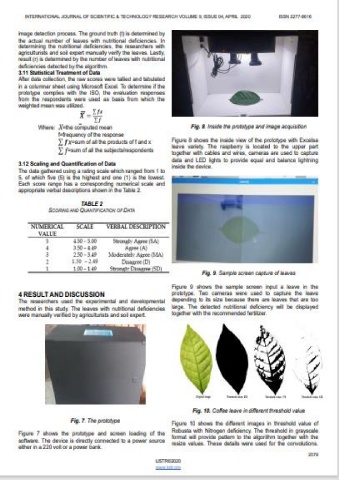 INTERNATIONAL JOURNAL OF SCIENTIFIC & TECHNOLOGY RESEARCH VOLUME 9, ISSUE 04, APRIL 2020 ISSN 2277-8616
image detection process. The ground truth (t) is determined by
the actual number of leaves with nutritional deficiencies. In
determining the nutritional deficiencies, the researchers with
agriculturists and soil expert manually verify the leaves. Lastly,
result (r) is determined by the number of leaves with nutritional
deficiencies detected by the algorithm.
3.11 Statistical Treatment of Data
After data collection, the raw scores were tallied and tabulated
in a columnar sheet using Microsoft Excel. To determine if the
prototype complies with the ISO, the evaluation responses
from the respondents were used as basis from which the
weighted mean was utilized.
Where: X=the computed mean
f=frequency of the response
∑fx=sum of all the products of f and x
∑f=sum of all the subjects/respondents
3.12 Scaling and Quantification of Data
The data gathered using a rating scale which ranged from 1 to
5, of which five (5) is the highest and one (1) is the lowest.
Each score range has a corresponding numerical scale and
appropriate verbal descriptions shown in the Table 2.
TABLE 2
SCORING AND QUANTIFICATION OF DATA
NUMERICAL VALUE SCALE VERBAL DESCRIPTION
5 4.50 - 5.00 Strongly Agree (SA)
4 3.50 - 4.49 Agree (A)
3 2.50 - 3.49 Moderately Agree (MA)
2 1.50 - 2.49 Disagree (D)
1 1.00 - 1.49 Strongly Disagree (SD)
4 RESULT AND DISCUSSION
The researchers used the experimental and developmental
method in this study. The leaves with nutritional deficiencies
were manually verified by agriculturists and soil expert.
Fig. 7. The prototype
Figure 7 shows the prototype and screen loading of the
software. The device is directly connected to a power source
either in a 220 volt or a power bank.
Fig. 8. Inside the prototype and image acquisition
Figure 8 shows the inside view of the prototype with Excelsa
leave variety. The raspberry is located to the upper part
together with cables and wires, cameras are used to capture
data and LED lights to provide equal and balance lightning
inside the device.
Fig. 9. Sample screen capture of leaves
Figure 9 shows the sample screen input a leave in the
prototype. Two cameras were used to capture the leave
depending to its size because there are leaves that are too
large. The detected nutritional deficiency will be displayed
together with the recommended fertilizer.
Fig. 10. Coffee leave in different threshold value
Figure 10 shows the different images in threshold value of
Robusta with Nitrogen deficiency. The threshold in grayscale
format will provide pattern to the algorithm together with the
resize values. These details were used for the convolutions.
IJSTR©2020
www.ijstr.org